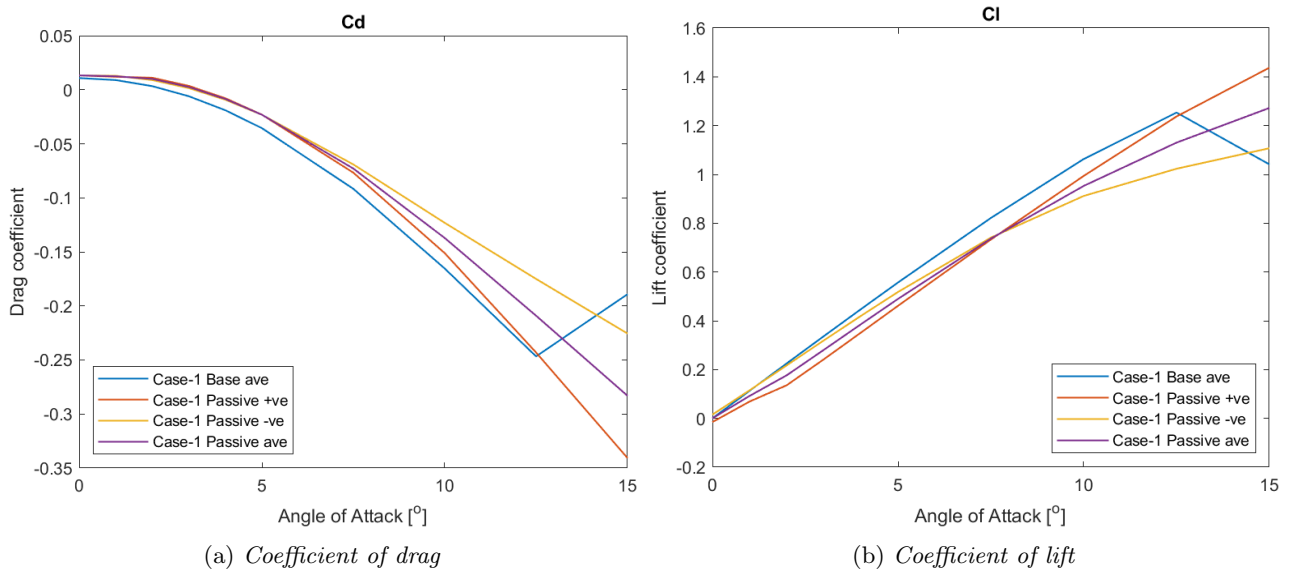 Cd
0.05
0
-0.05
-0.1
-0.15
-0.2
-0.25
-0.3
-0.35
Drag coefficient
Case-1 Base ave
Case-1 Passive +ve
Case-1 Passive -ve
Case-1 Passive ave
0 5 10 15
Angle of Attack [°]
(a) Coefficient of drag
Cl
1.6
1.4
1.2
1
0.8
0.6
0.4
0.2
0
-0.2
Lift coefficient
Case-1 Base ave
Case-1 Passive +ve
Case-1 Passive -ve
Case-1 Passive ave
0 5 10 15
Angle of Attack [°]
(b) Coefficient of lift